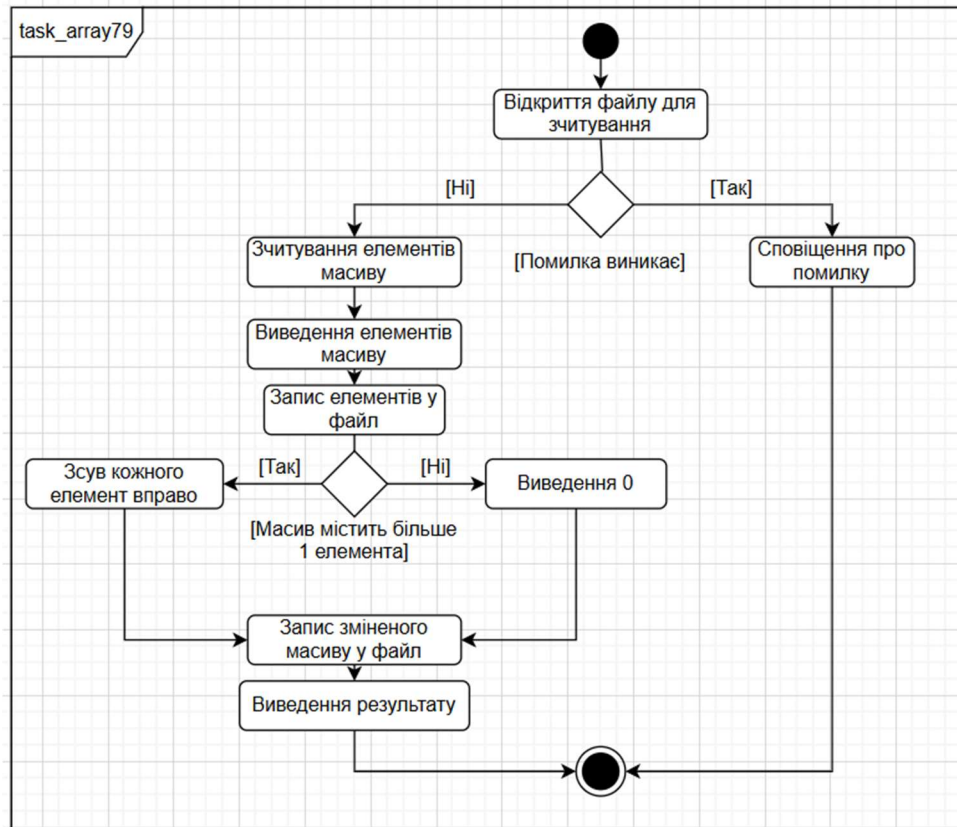 task_array79
Відкриття файлу для
зчитування
[Ні]
[Так]
[Помилка виникає]
Зчитування елементів
масиву
Сповіщення про
помилку
Виведення елементів
масиву
Запис елементів у
файл
[Так]
[Ні]
Зсув кожного
елемент вправо
Виведення 0
[Масив містить більше
1 елемента]
Запис зміненого
масиву у файл
Виведення результату